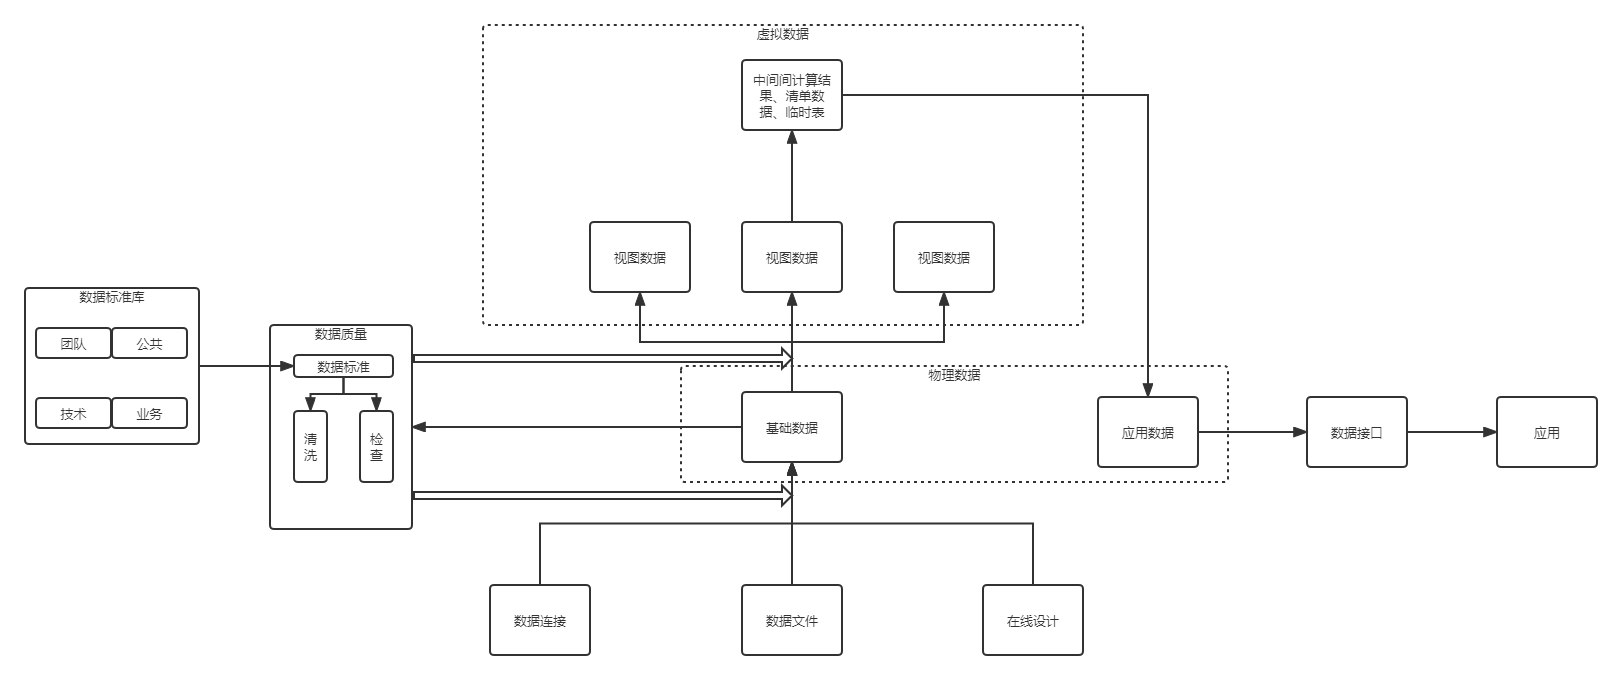 虚拟数据
中间间计算结
果、清单数
据、临时表
视图数据
视图数据
视图数据
数据标准库
团队
公共
技术
业务
数据质量
数据标准
清
洗
检
查
物理数据
基础数据
应用数据
数据接口
应用
数据连接
数据文件
在线设计